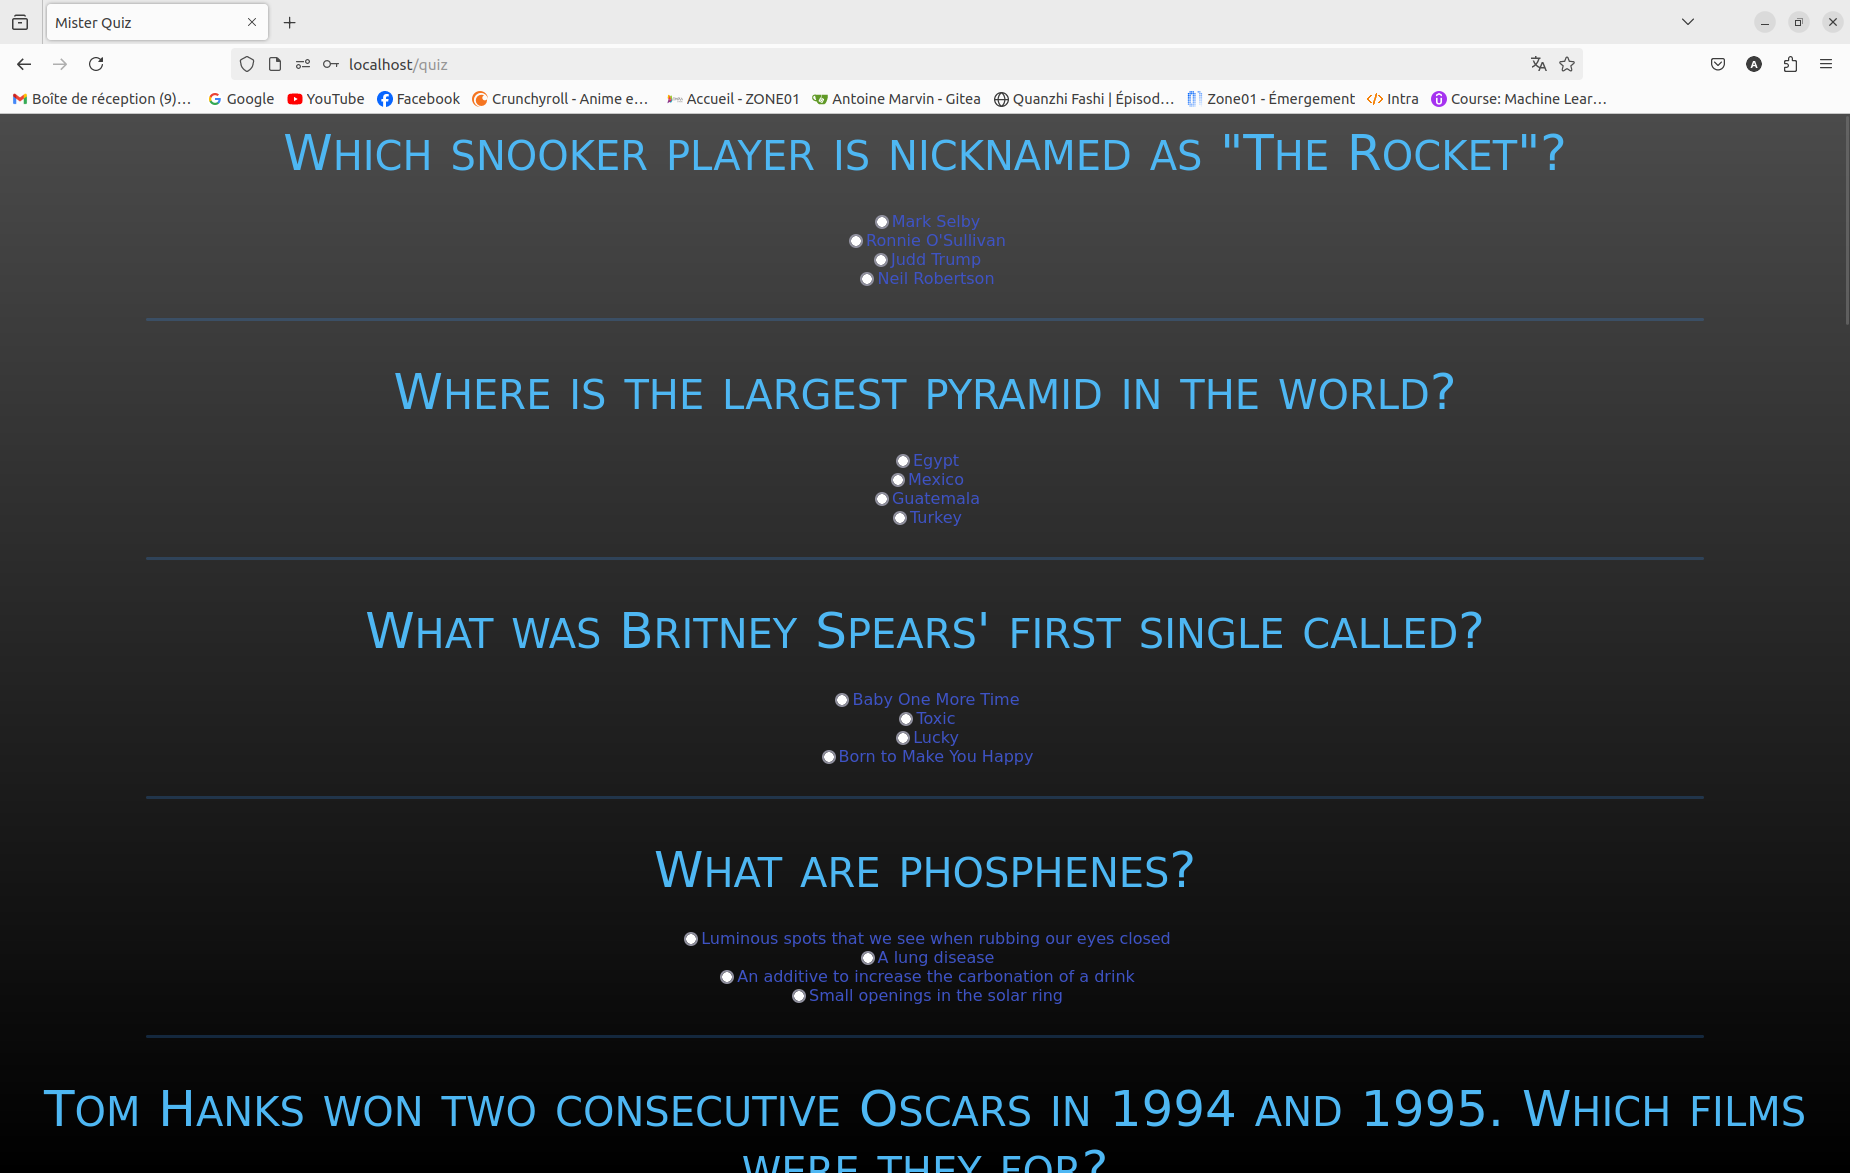 Mister Quiz
localhost/quiz
Boîte de réception (9)… Google YouTube Facebook Crunchyroll - Anime e… Accueil - ZONE01 Antoine Marvin - Gitea Quanzhi Fashi | Épisod… Zone01 - Émergement Intra Course: Machine Lear…
Which snooker player is nicknamed as "The Rocket"?
Mark Selby
Ronnie O'Sullivan
Judd Trump
Neil Robertson
Where is the largest pyramid in the world?
Egypt
Mexico
Guatemala
Turkey
What was Britney Spears' first single called?
Baby One More Time
Toxic
Lucky
Born to Make You Happy
What are phosphenes?
Luminous spots that we see when rubbing our eyes closed
A lung disease
An additive to increase the carbonation of a drink
Small openings in the solar ring
Tom Hanks won two consecutive Oscars in 1994 and 1995. Which films
were they for?